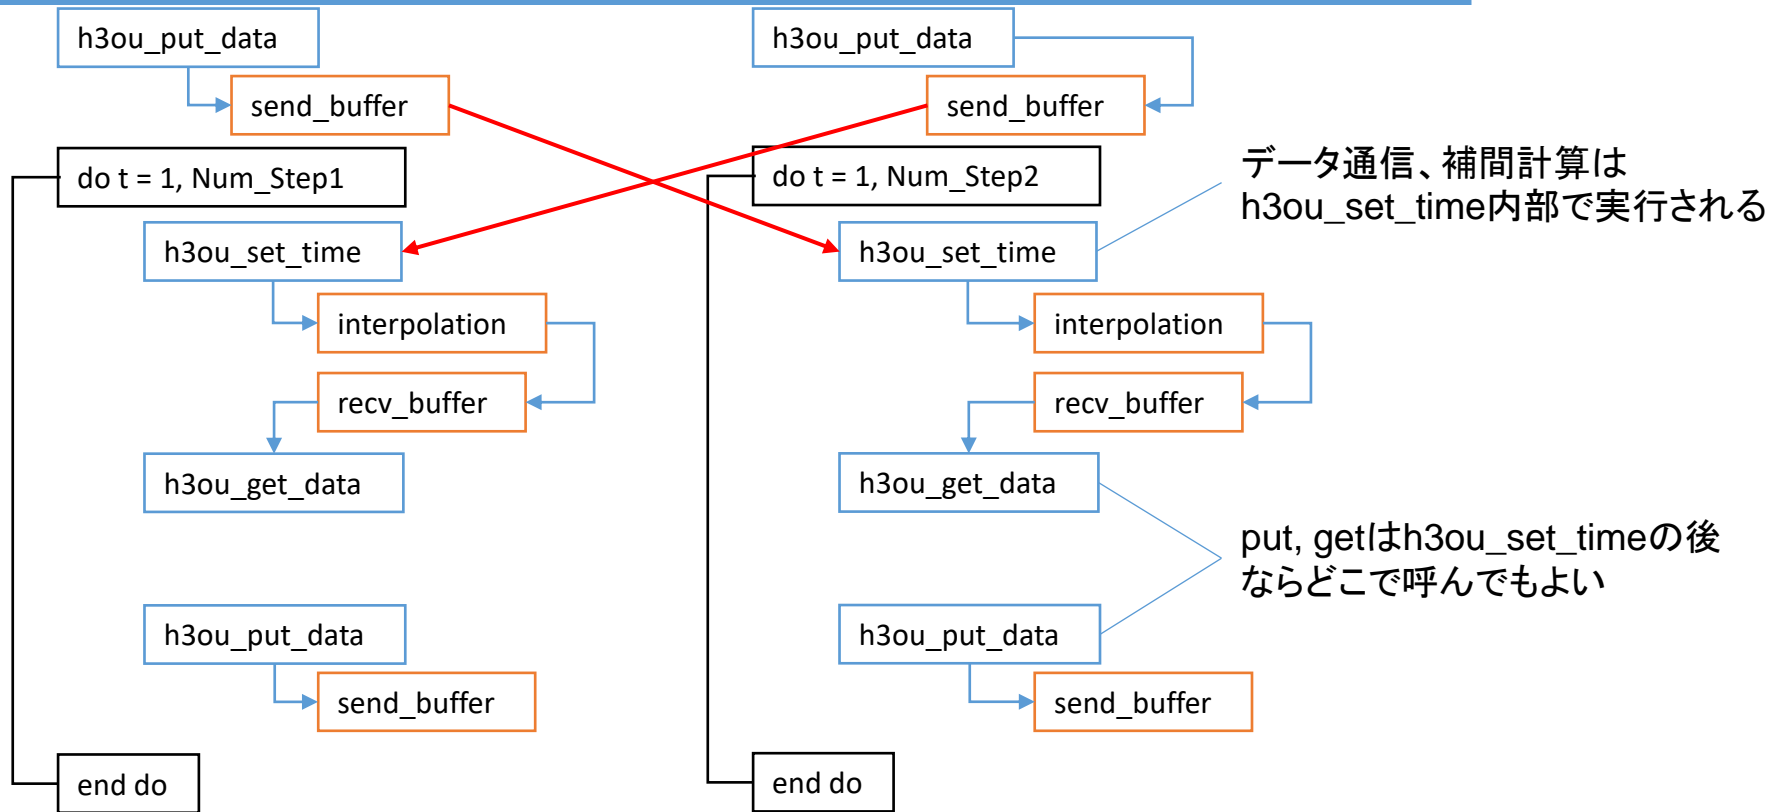 h3ou_put_data
send_buffer
do t = 1, Num_Step1
h3ou_set_time
interpolation
recv_buffer
h3ou_get_data
h3ou_put_data
send_buffer
end do
h3ou_put_data
send_buffer
do t = 1, Num_Step2
h3ou_set_time
interpolation
recv_buffer
h3ou_get_data
h3ou_put_data
send_buffer
end do
データ通信、補間計算は
h3ou_set_time内部で実行される
put, getはh3ou_set_timeの後
ならどこで呼んでもよい